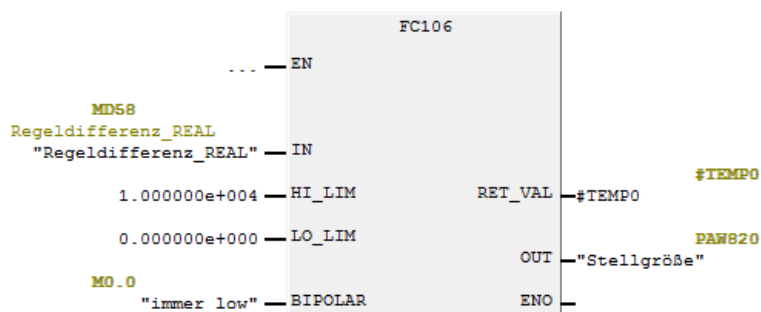 FC106
... EN
MD58
Regeldifferenz_REAL
"Regeldifferenz_REAL" IN
#TEMP0
1.000000e+004 HI_LIM RET_VAL #TEMP0
0.000000e+000 LO_LIM
PAW820
OUT "Stellgröße"
M0.0
"immer low" BIPOLAR ENO